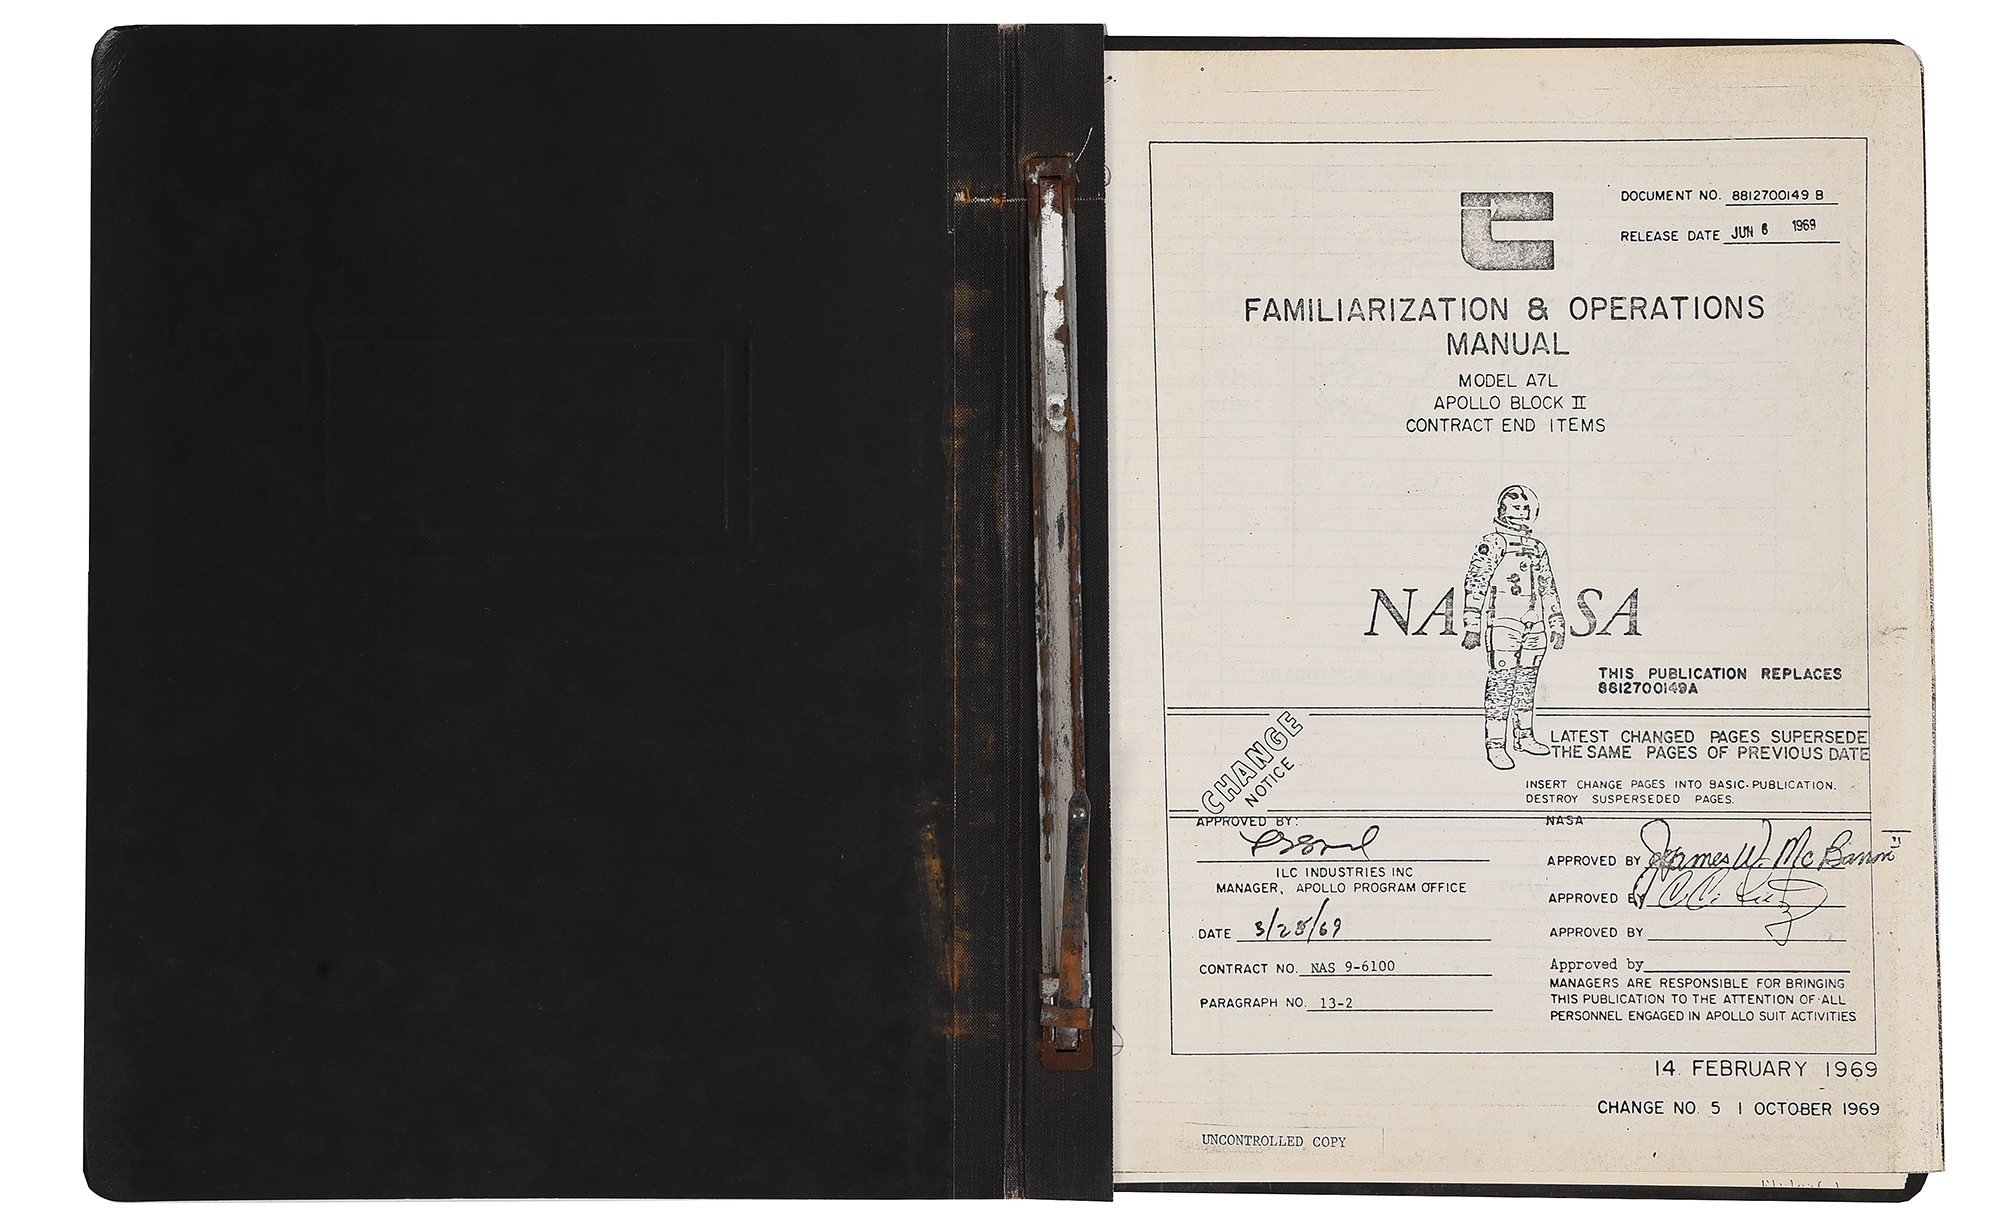 DOCUMENT NO. 8812700149 B
RELEASE DATE JUN 6 1969
FAMILIARIZATION & OPERATIONS
MANUAL
MODEL A7L
APOLLO BLOCK II
CONTRACT END ITEMS
NASA
THIS PUBLICATION REPLACES
8812700149A
CHANGE
NOTICE
LATEST CHANGED PAGES SUPERSEDE
THE SAME PAGES OF PREVIOUS DATE
INSERT CHANGE PAGES INTO BASIC PUBLICATION.
DESTROY SUSPERSEDED PAGES.
APPROVED BY:
ILC INDUSTRIES INC
MANAGER, APOLLO PROGRAM OFFICE
DATE 3/25/69
CONTRACT NO. NAS 9-6100
PARAGRAPH NO. 13-2
NASA
APPROVED BY James W. McBarron II
APPROVED BY
APPROVED BY
Approved by
MANAGERS ARE RESPONSIBLE FOR BRINGING
THIS PUBLICATION TO THE ATTENTION OF ALL
PERSONNEL ENGAGED IN APOLLO SUIT ACTIVITIES
14 FEBRUARY 1969
CHANGE NO. 5 1 OCTOBER 1969
UNCONTROLLED COPY